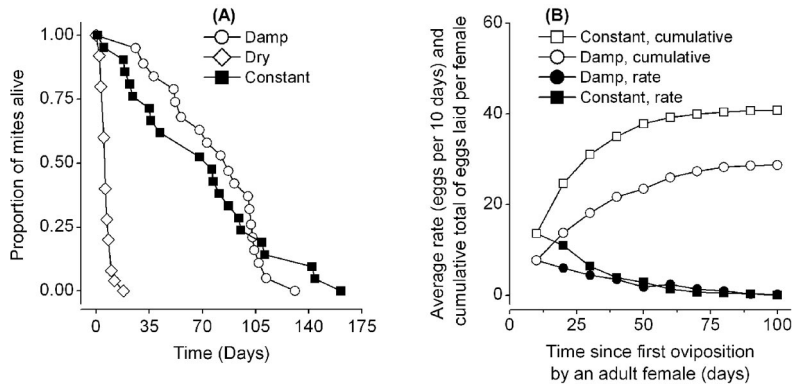 (A)
Damp
Dry
Constant
Proportion of mites alive
1.00
0.75
0.50
0.25
0.00
0
35
70
105
140
175
Time (Days)
(B)
Constant, cumulative
Damp, cumulative
Damp, rate
Constant, rate
Average rate (eggs per 10 days) and
cumulative total of eggs laid per female
60
40
20
0
0
25
50
75
100
Time since first oviposition
by an adult female (days)